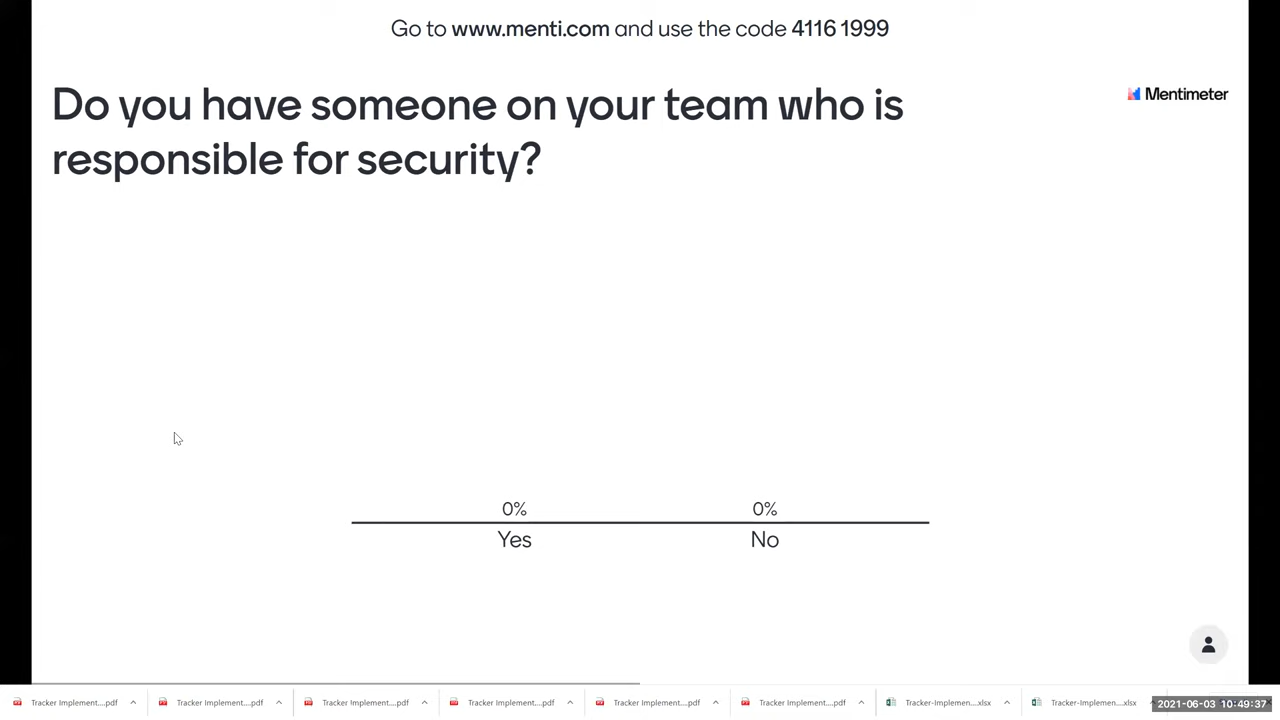 Go to www.menti.com and use the code 4116 1999
Do you have someone on your team who is
responsible for security?
Mentimeter
0% 0%
Yes No
Tracker Implement....pdf Tracker Implement....pdf Tracker Implement....pdf Tracker Implement....pdf Tracker Implement....pdf Tracker Implement....pdf Tracker-Implemen...xlsx Tracker-Implemen...xlsx 2021-06-03 10:49:37